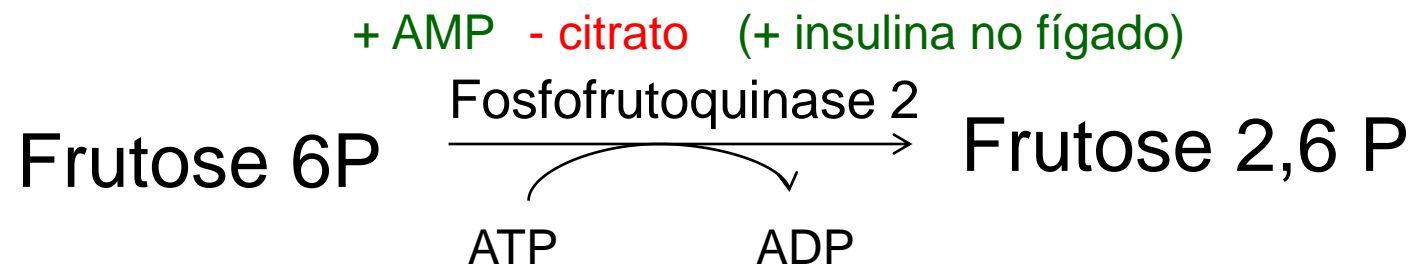 + AMP - citrato (+ insulina no fígado)
Fosfofrutoquinase 2
Frutose 6P Frutose 2,6 P
ATP ADP